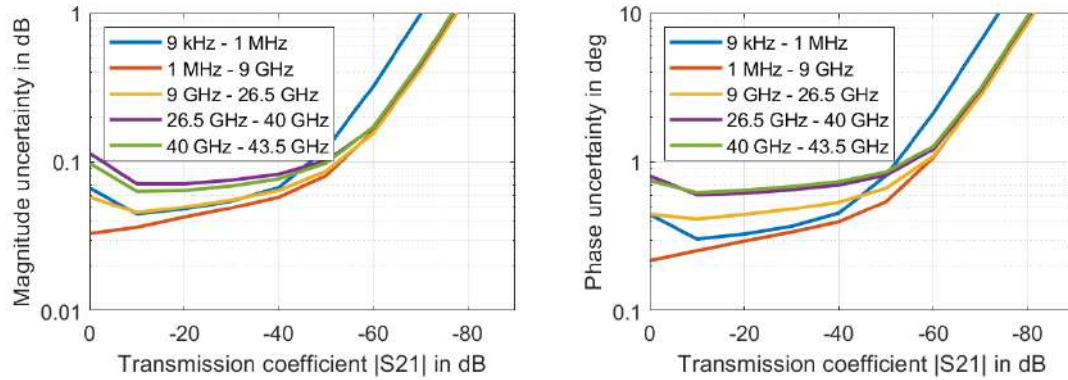 Magnitude uncertainty in dB
1
0.1
0.01
9 kHz - 1 MHz
1 MHz - 9 GHz
9 GHz - 26.5 GHz
26.5 GHz - 40 GHz
40 GHz - 43.5 GHz
0 -20 -40 -60 -80
Transmission coefficient |S21| in dB
Phase uncertainty in deg
10
1
0.1
9 kHz - 1 MHz
1 MHz - 9 GHz
9 GHz - 26.5 GHz
26.5 GHz - 40 GHz
40 GHz - 43.5 GHz
0 -20 -40 -60 -80
Transmission coefficient |S21| in dB